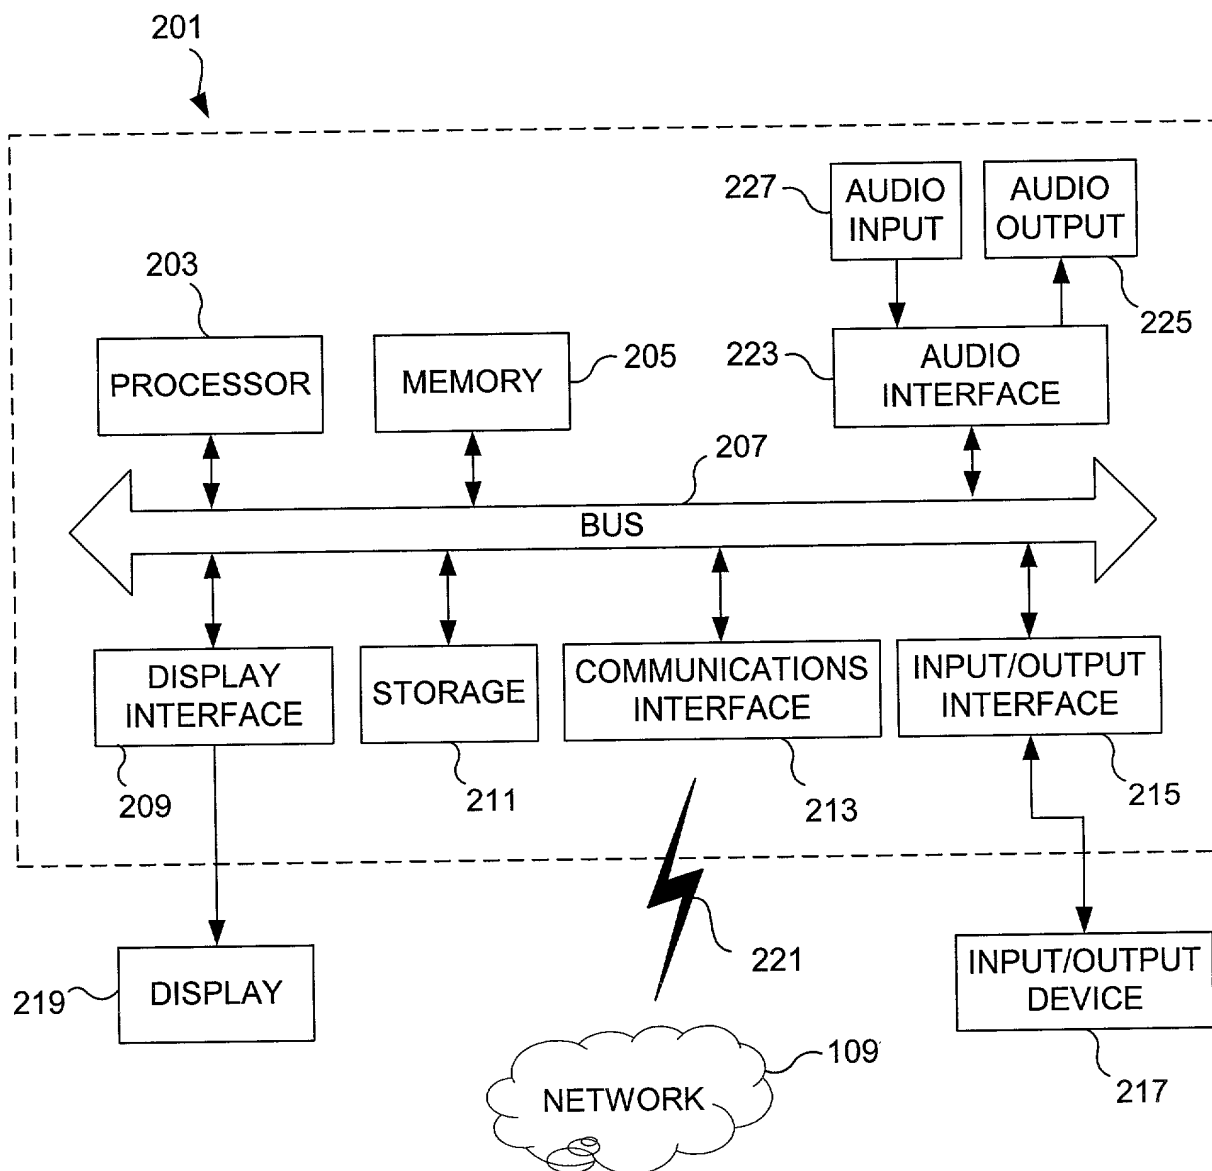 201
227
AUDIO
INPUT
AUDIO
OUTPUT
225
203
PROCESSOR
MEMORY
205
223
AUDIO
INTERFACE
207
BUS
DISPLAY
INTERFACE
209
STORAGE
211
COMMUNICATIONS
INTERFACE
213
INPUT/OUTPUT
INTERFACE
215
221
219
DISPLAY
INPUT/OUTPUT
DEVICE
217
109
NETWORK